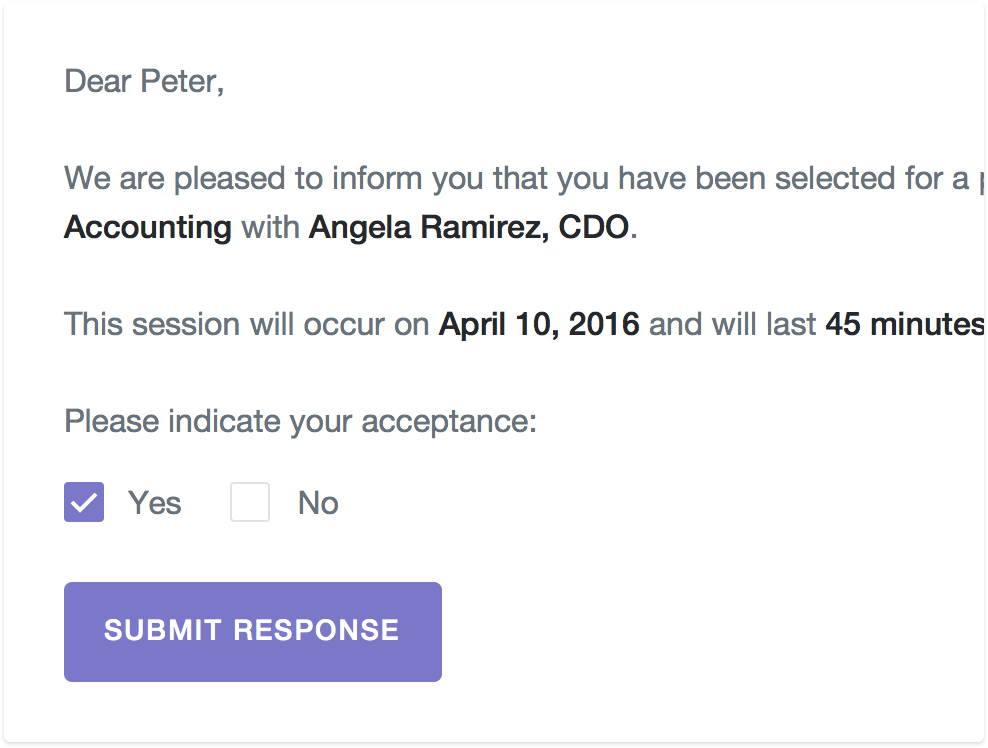 Dear Peter,
We are pleased to inform you that you have been selected for a
Accounting with Angela Ramirez, CDO.
This session will occur on April 10, 2016 and will last 45 minutes
Please indicate your acceptance:
Yes No
SUBMIT RESPONSE